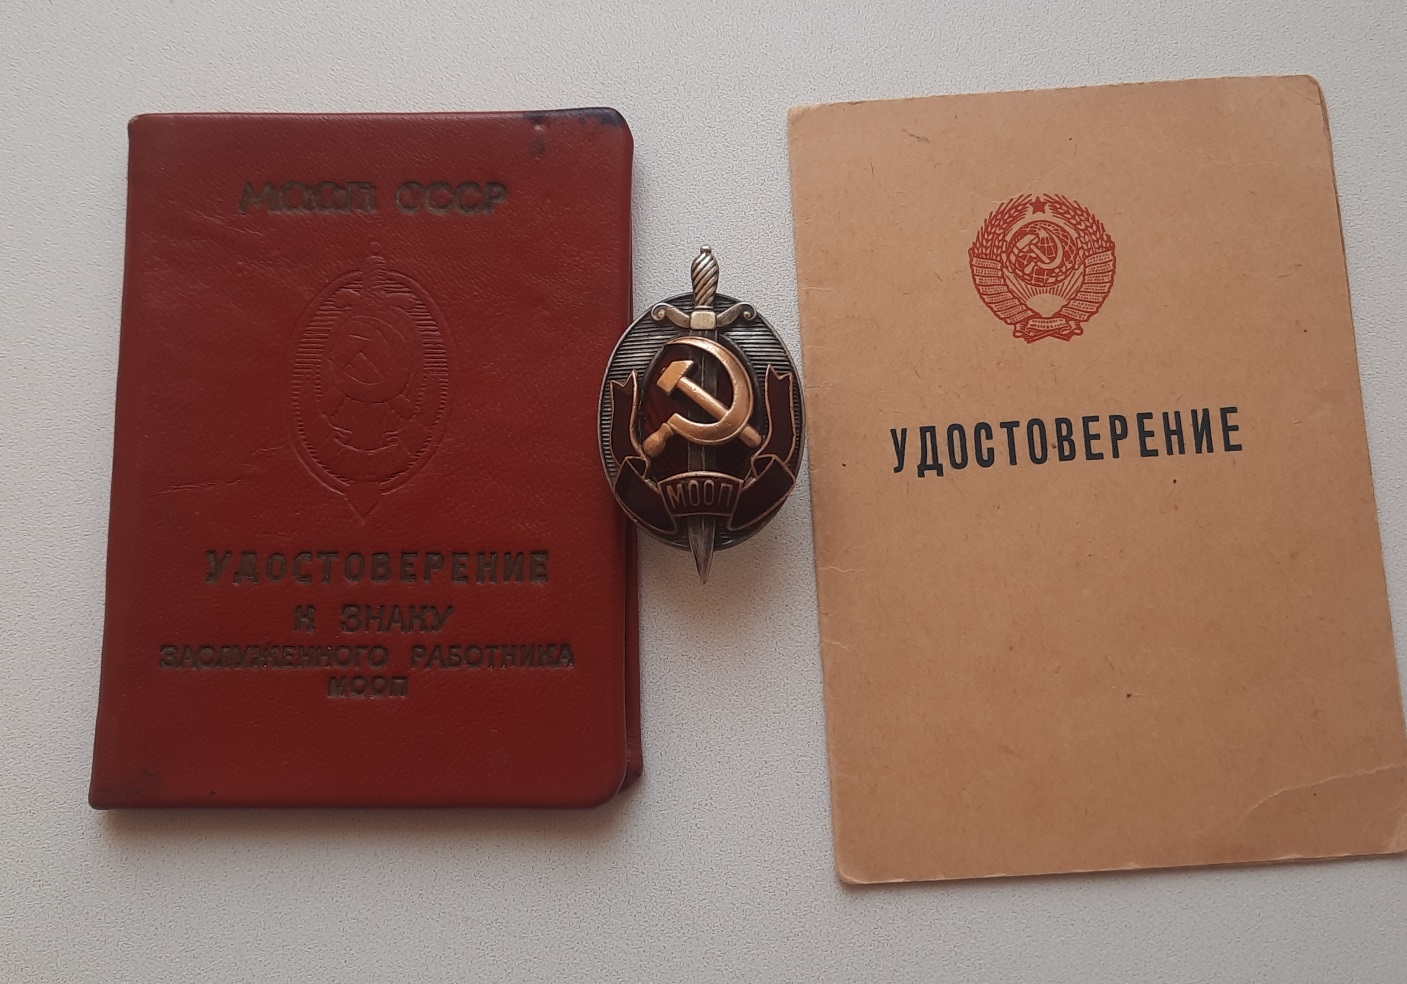 МООП СССР
УДОСТОВЕРЕНИЕ
К ЗНАКУ
ЗАСЛУЖЕННОГО РАБОТНИКА
МООП
МООП
УДОСТОВЕРЕНИЕ